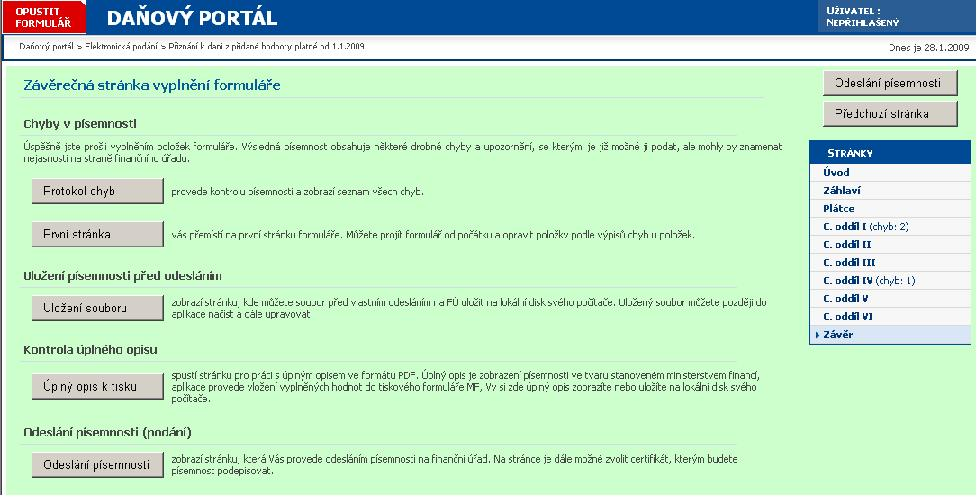 OPUSTIT
FORMULÁŘ
DAŇOVÝ PORTÁL
UŽIVATEL :
NEPŘIHLÁŠENÝ
Daňový portál » Elektronická podání » Přiznání k dani z přidané hodnoty platné od 1.1.2009
Dnes je 28.1.2009
Závěrečná stránka vyplnění formuláře
Odeslání písemnosti
Předchozí stránka
Chyby v písemnosti
Úspěšně jste prošli vyplněním položek formuláře. Výsledná písemnost obsahuje některé drobné chyby a upozornění, se kterými je již možné ji podat, ale mohly by znamenat
nejasnosti na straně finančního úřadu.
Protokol chyb
provede kontrolu písemnosti a zobrazí seznam všech chyb.
První stránka
vás přemístí na první stránku formuláře. Můžete projít formulář od počátku a opravit položky podle výpisů chyb u položek.
Uložení písemnosti před odesláním
Uložení souboru
zobrazí stránku, kde můžete soubor před vlastním odesláním na FÚ uložit na lokální disk svého počítače. Uložený soubor můžete později do
aplikace načíst a dále upravovat
Kontrola úplného opisu
Úplný opis k tisku
spustí stránku pro práci s úplným opisem ve formátu PDF. Úplný opis je zobrazení písemnosti ve tvaru stanoveném ministerstvem financí,
aplikace provede vložení vyplněných hodnot do tiskového formuláře MF, Vy si zde úplný opis zobrazíte nebo uložíte na lokální disk svého
počítače.
Odeslání písemnosti (podání)
Odeslání písemnosti
zobrazí stránku, která Vás provede odesláním písemnosti na finanční úřad. Na stránce je dále možné zvolit certifikát, kterým budete
písemnost podepisovat.
STRÁNKY
Úvod
Záhlaví
Plátce
C. oddíl I (chyb: 2)
C. oddíl II
C. oddíl III
C. oddíl IV (chyb: 1)
C. oddíl V
C. oddíl VI
Závěr